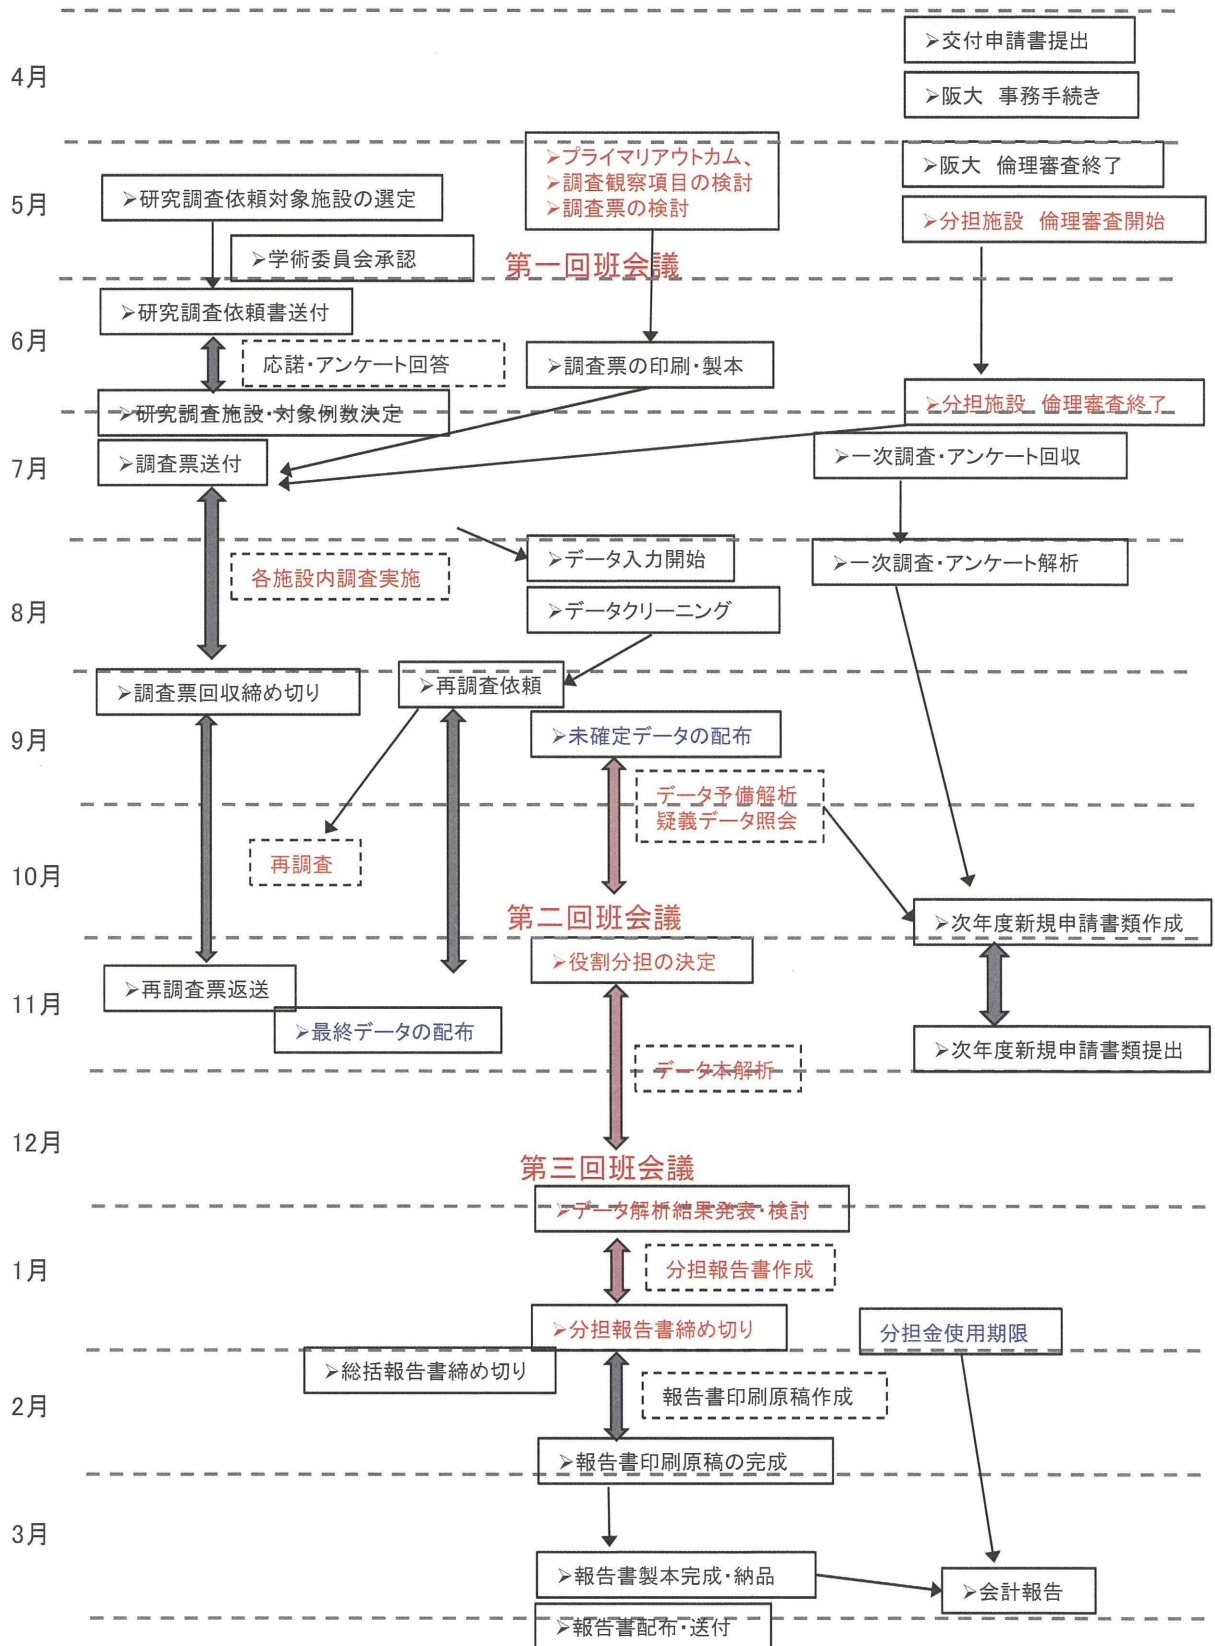 4月
➢交付申請書提出
➢阪大 事務手続き
5月
➢研究調査依頼対象施設の選定
➢学術委員会承認
➢プライマリアウトカム、
➢調査観察項目の検討
➢調査票の検討
➢阪大 倫理審査終了
➢分担施設 倫理審査開始
第一回班会議
6月
➢研究調査依頼書送付
応諾・アンケート回答
➢調査票の印刷・製本
➢研究調査施設・対象例数決定
➢分担施設 倫理審査終了
7月
➢調査票送付
➢一次調査・アンケート回収
各施設内調査実施
➢データ入力開始
➢一次調査・アンケート解析
8月
➢データクリーニング
➢調査票回収締め切り
➢再調査依頼
9月
➢未確定データの配布
データ予備解析
疑義データ照会
再調査
10月
第二回班会議
➢次年度新規申請書類作成
➢役割分担の決定
11月
➢再調査票返送
➢最終データの配布
➢次年度新規申請書類提出
データ本解析
12月
第三回班会議
➢データ解析結果発表・検討
1月
分担報告書作成
➢分担報告書締め切り
分担金使用期限
➢総括報告書締め切り
2月
報告書印刷原稿作成
➢報告書印刷原稿の完成
3月
➢報告書製本完成・納品
➢会計報告
➢報告書配布・送付